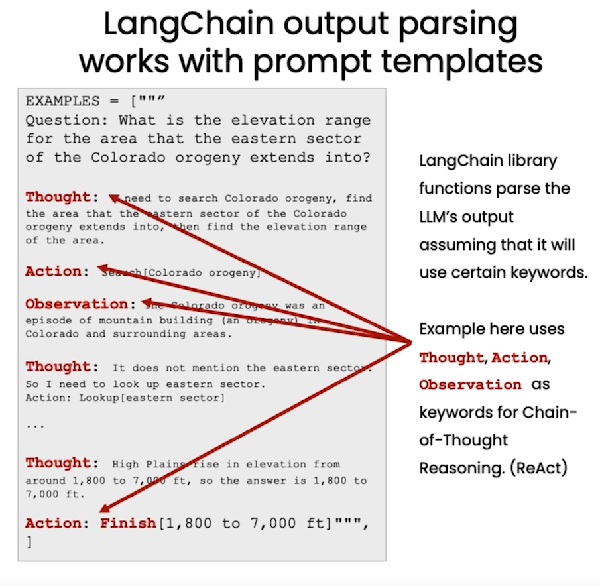 LangChain output parsing
works with prompt templates
EXAMPLES = ["""
Question: What is the elevation range
for the area that the eastern sector
of the Colorado orogeny extends into?
Thought: need to search Colorado orogeny, find
the area that the eastern sector of the Colorado
orogeny extends into, then find the elevation range
of the area.
Action: Search[Colorado orogeny]
Observation: The Colorado orogeny was an
episode of mountain building (an orogeny) in
Colorado and surrounding areas.
Thought: It does not mention the eastern sector.
So I need to look up eastern sector.
Action: Lookup[eastern sector]
...
Thought: High Plains rise in elevation from
around 1,800 to 7,000 ft, so the answer is 1,800 to
7,000 ft.
Action: Finish[1,800 to 7,000 ft]""",
]
LangChain library
functions parse the
LLM's output
assuming that it will
use certain keywords.
Example here uses
Thought, Action,
Observation as
keywords for Chain-
of-Thought
Reasoning. (ReAct)